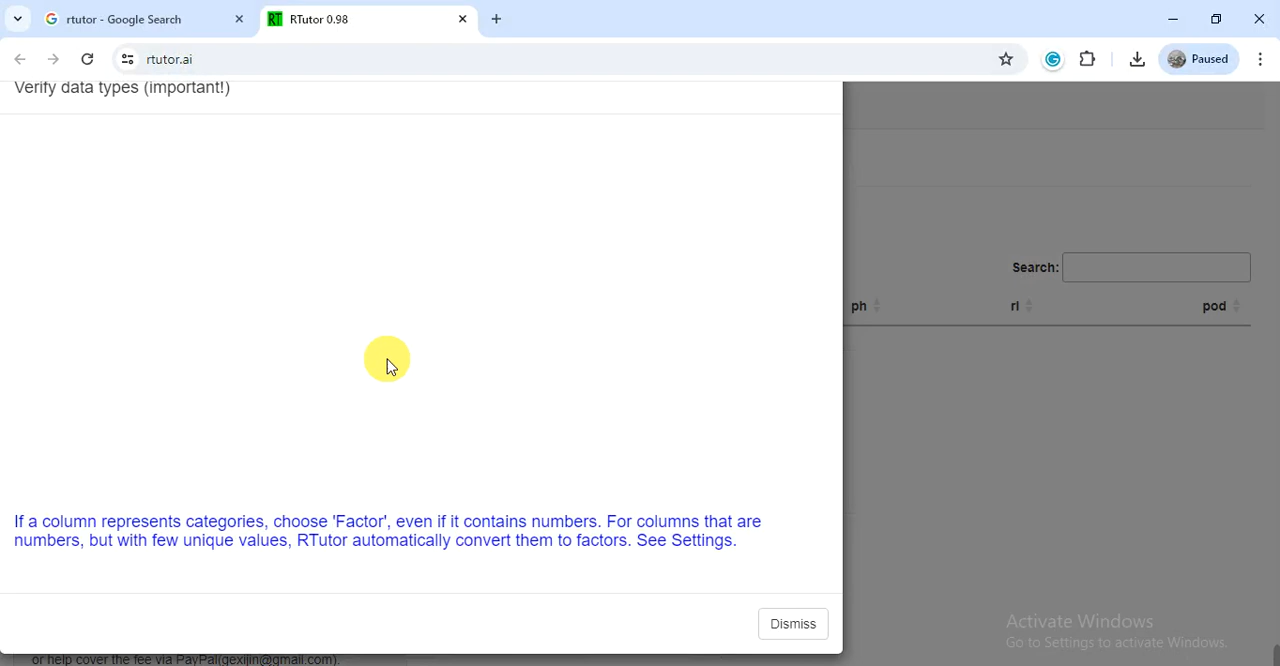 rtutor - Google Search
RT
RTutor 0.98
rtutor.ai
Paused
Verify data types (important!)
Search:
ph
rl
pod
If a column represents categories, choose 'Factor', even if it contains numbers. For columns that are
numbers, but with few unique values, RTutor automatically convert them to factors. See Settings.
Dismiss
Activate Windows
Go to Settings to activate Windows.
or help cover the fee via PayPal(gexijin@gmail.com).